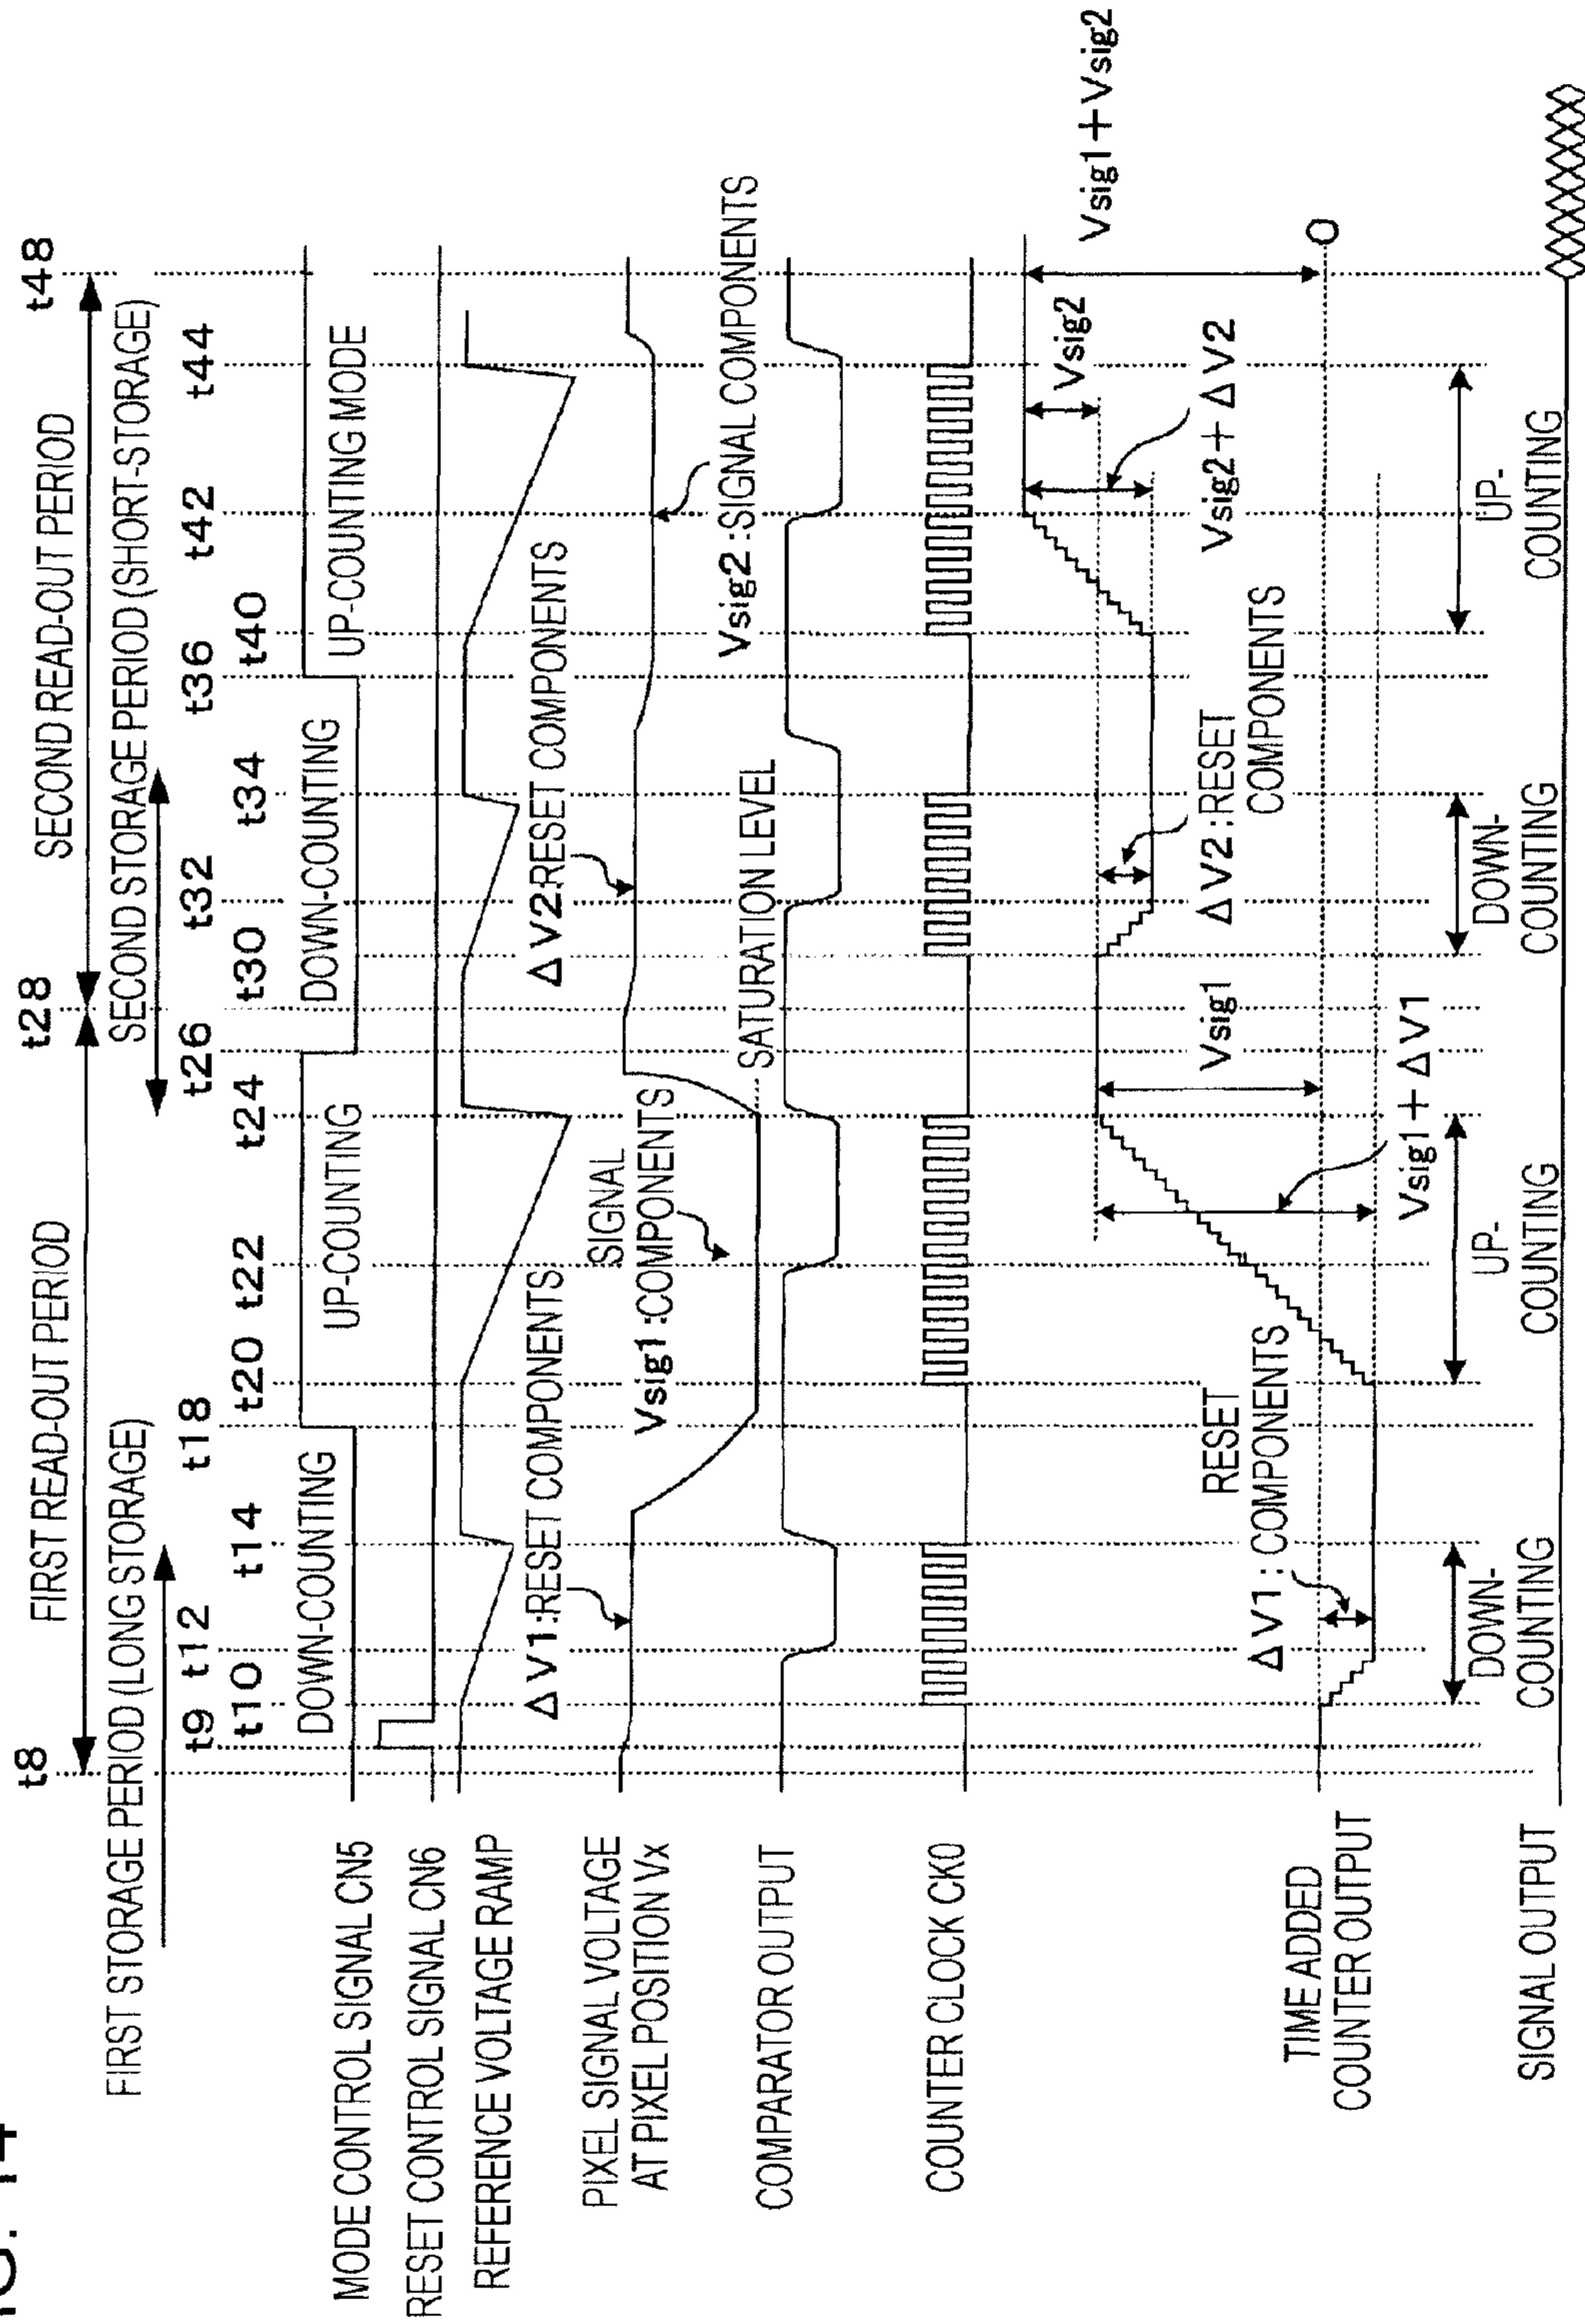 t8
t28
t48
FIRST READ-OUT PERIOD
SECOND READ-OUT PERIOD
FIRST STORAGE PERIOD (LONG STORAGE)
SECOND STORAGE PERIOD (SHORT-STORAGE)
t9 t12
t18
t26
t32
t36
t42
t44
t10
t14
t20
t22
t24
t30
t34
t40
MODE CONTROL SIGNAL CN5
DOWN-COUNTING
UP-COUNTING
DOWN-COUNTING
UP-COUNTING MODE
RESET CONTROL SIGNAL CN6
REFERENCE VOLTAGE RAMP
ΔV1:RESET COMPONENTS
ΔV2:RESET COMPONENTS
PIXEL SIGNAL VOLTAGE
AT PIXEL POSITION Vx
SIGNAL
Vsig1:COMPONENTS
SATURATION LEVEL
Vsig2:SIGNAL COMPONENTS
COMPARATOR OUTPUT
COUNTER CLOCK CK0
TIME ADDED
COUNTER OUTPUT
RESET
ΔV1: COMPONENTS
Vsig1
Vsig1+ΔV1
ΔV2:RESET
COMPONENTS
Vsig2
Vsig2+ΔV2
Vsig1+Vsig2
0
DOWN-
COUNTING
UP-
COUNTING
DOWN-
COUNTING
UP-
COUNTING
SIGNAL OUTPUT